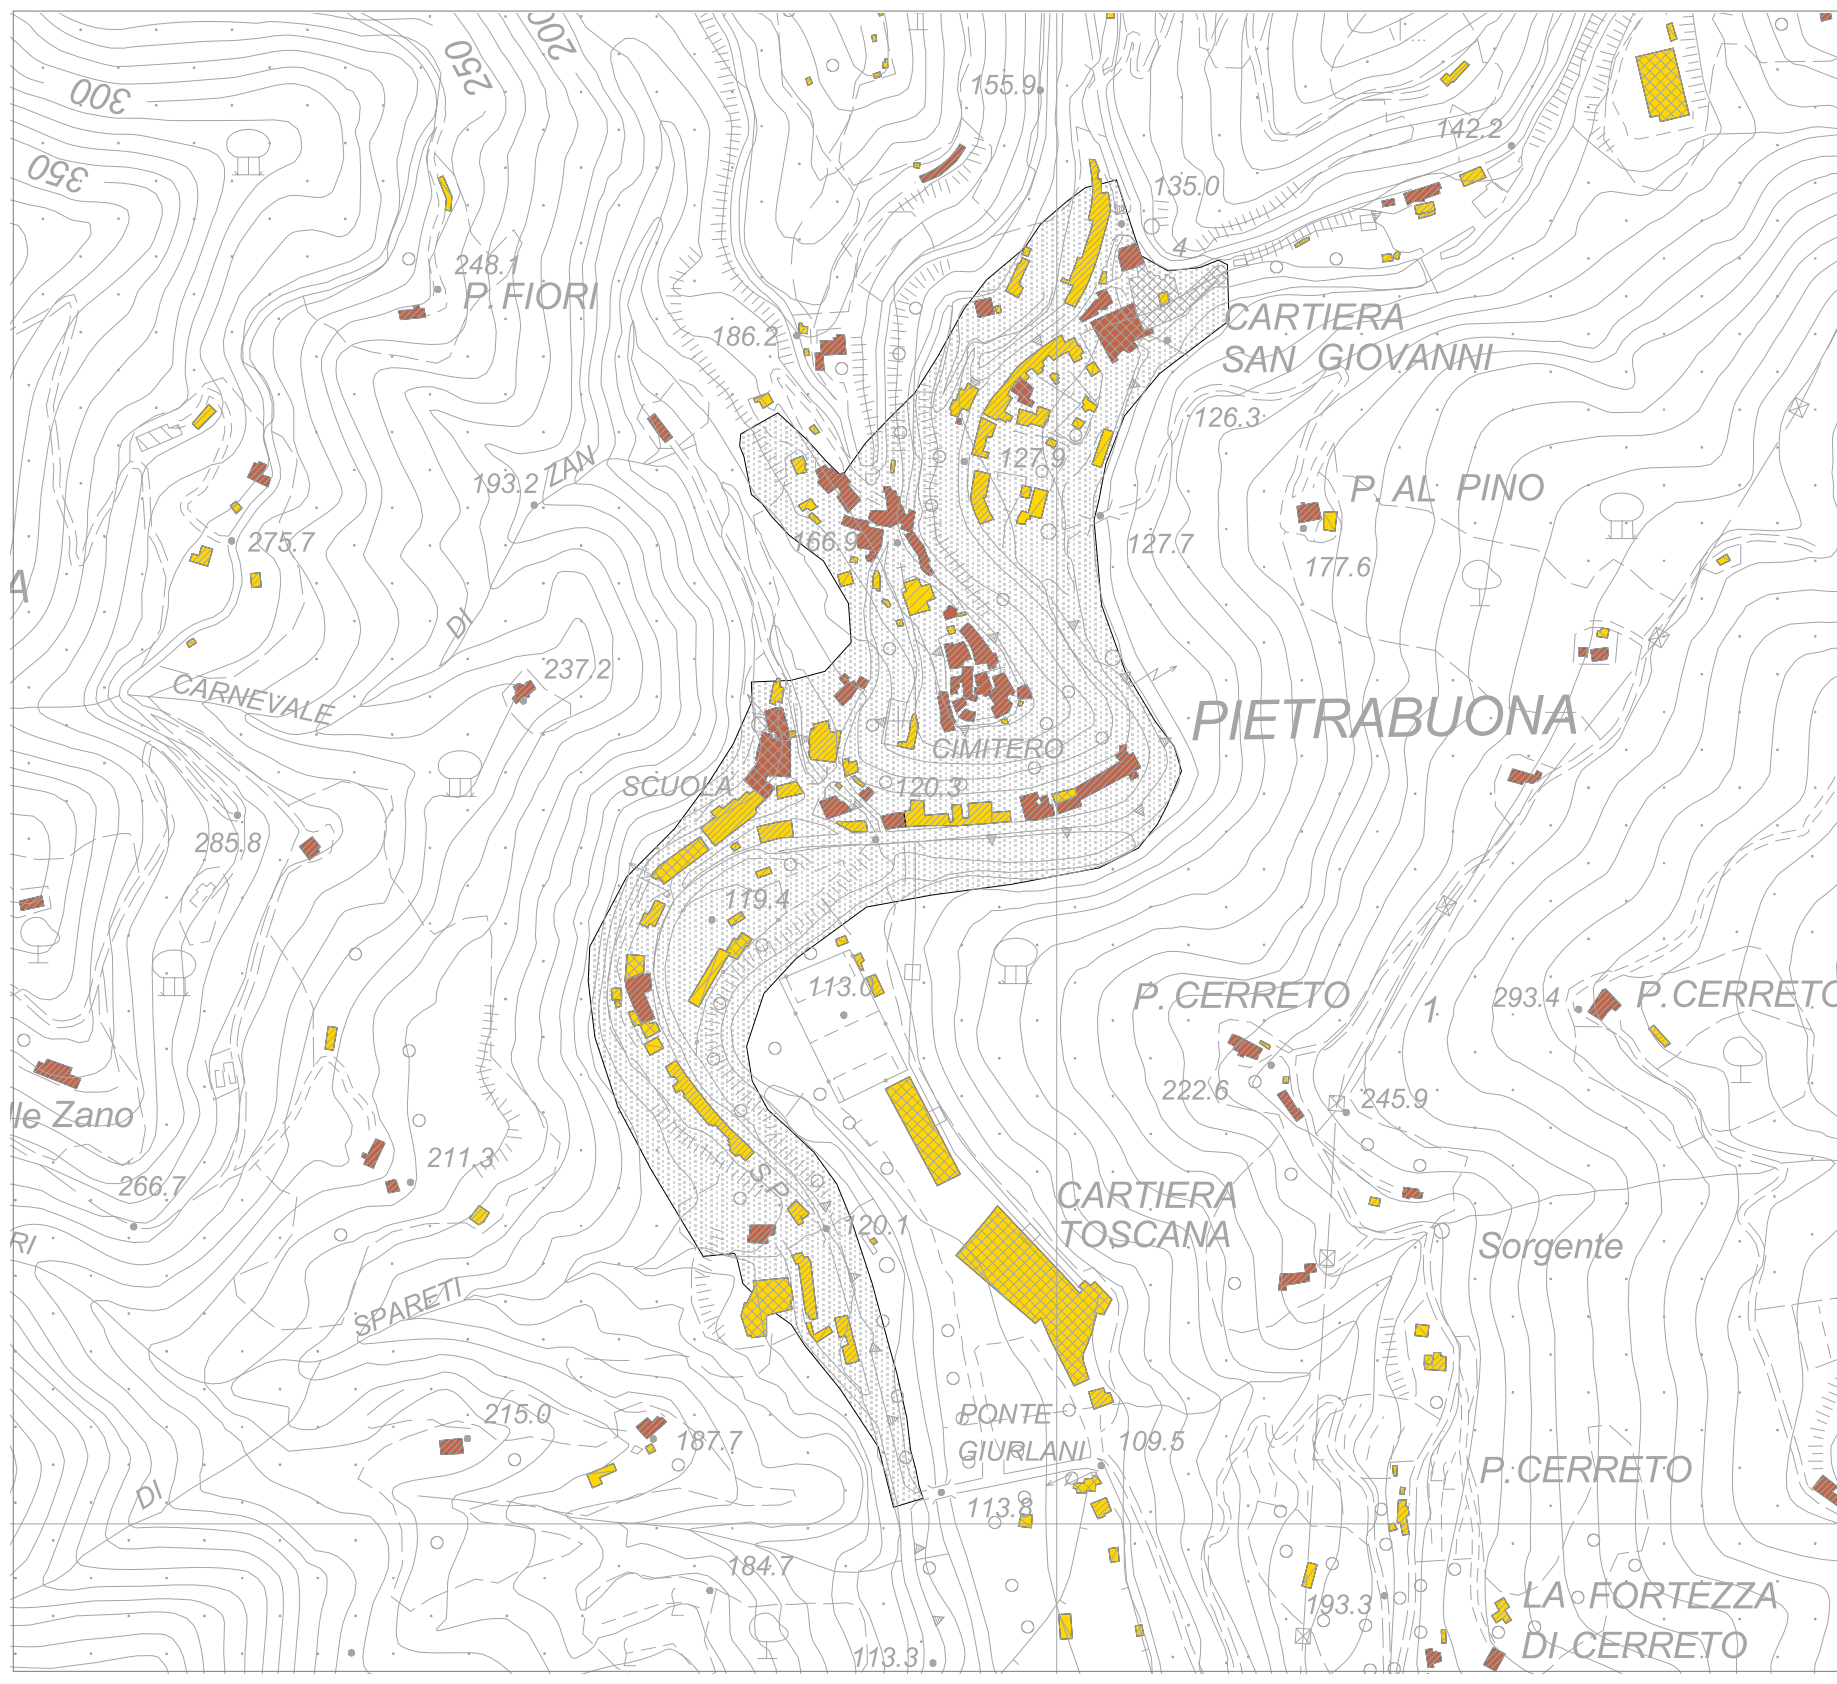 200
250
300
155.9
142.2
350
135.0
4
248.1
P. FIORI
CARTIERA
SAN GIOVANNI
186.2
126.3
127.9
193.2
ZAN
P. AL PINO
275.7
166.9
127.7
177.6
A
DI
237.2
CARNEVALE
PIETRABUONA
CIMITERO
SCUOLA
120.3
285.8
119.4
113.0
P. CERRETO
1
293.4
P. CERRETO
222.6
245.9
lle Zano
211.3
266.7
S.P.
CARTIERA
TOSCANA
120.1
RI
Sorgente
SPARETI
215.0
187.7
PONTE
GIURLANI
109.5
P. CERRETO
DI
113.8
184.7
193.3
LA FORTEZZA
DI CERRETO
113.3